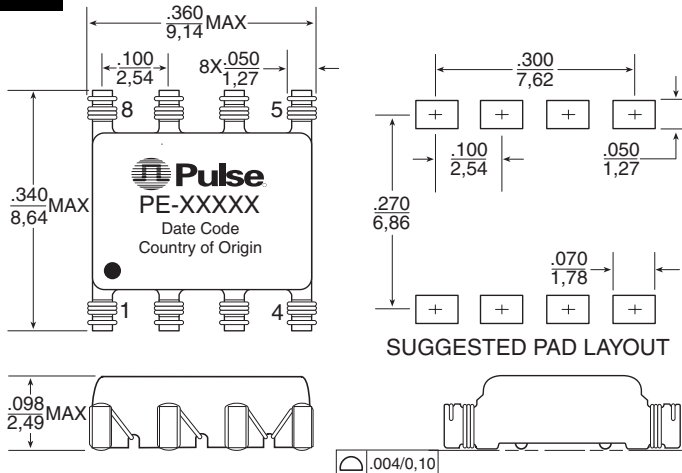 .360
9,14 MAX
.100
2,54
8X .050
1,27
8
5
.340
8,64 MAX
Pulse
PE-XXXXX
Date Code
Country of Origin
1
4
.098
2,49 MAX
.300
7,62
.100
2,54
.050
1,27
.270
6,86
.070
1,78
SUGGESTED PAD LAYOUT
.004/0,10